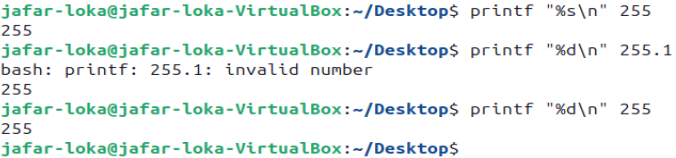 jafar-loka@jafar-loka-VirtualBox:~/Desktop$ printf "%s\n" 255
255
jafar-loka@jafar-loka-VirtualBox:~/Desktop$ printf "%d\n" 255.1
bash: printf: 255.1: invalid number
255
jafar-loka@jafar-loka-VirtualBox:~/Desktop$ printf "%d\n" 255
255
jafar-loka@jafar-loka-VirtualBox:~/Desktop$